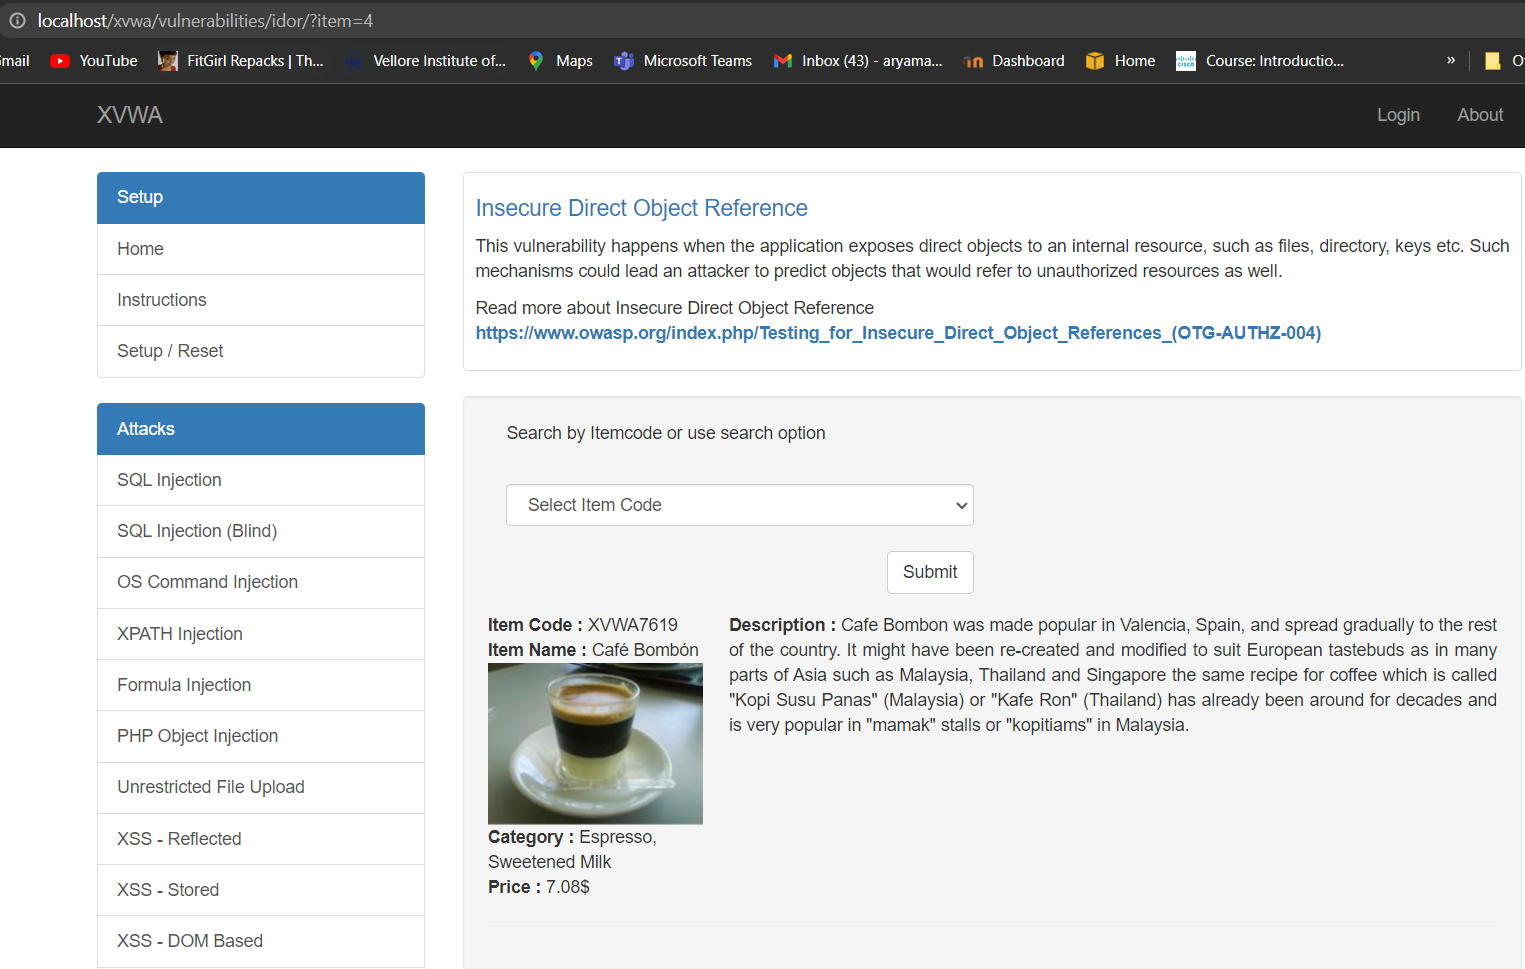 localhost/xvwa/vulnerabilities/idor/?item=4
mail YouTube FitGirl Repacks | Th... Vellore Institute of... Maps Microsoft Teams Inbox (43) - aryama... Dashboard Home Course: Introductio... »
XVWA Login About
Setup
Home
Instructions
Setup / Reset
Attacks
SQL Injection
SQL Injection (Blind)
OS Command Injection
XPATH Injection
Formula Injection
PHP Object Injection
Unrestricted File Upload
XSS - Reflected
XSS - Stored
XSS - DOM Based
Insecure Direct Object Reference
This vulnerability happens when the application exposes direct objects to an internal resource, such as files, directory, keys etc. Such
mechanisms could lead an attacker to predict objects that would refer to unauthorized resources as well.
Read more about Insecure Direct Object Reference
https://www.owasp.org/index.php/Testing_for_Insecure_Direct_Object_References_(OTG-AUTHZ-004)
Search by Itemcode or use search option
Select Item Code
Submit
Item Code : XVWA7619
Item Name : Café Bombón
Category : Espresso,
Sweetened Milk
Price : 7.08$
Description : Cafe Bombon was made popular in Valencia, Spain, and spread gradually to the rest
of the country. It might have been re-created and modified to suit European tastebuds as in many
parts of Asia such as Malaysia, Thailand and Singapore the same recipe for coffee which is called
"Kopi Susu Panas" (Malaysia) or "Kafe Ron" (Thailand) has already been around for decades and
is very popular in "mamak" stalls or "kopitiams" in Malaysia.